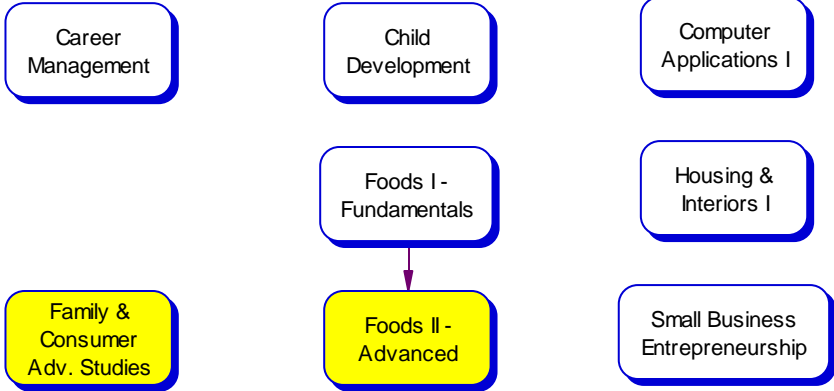 Career
Management
Child
Development
Computer
Applications I
Foods I -
Fundamentals
Housing &
Interiors I
Family &
Consumer
Adv. Studies
Foods II -
Advanced
Small Business
Entrepreneurship